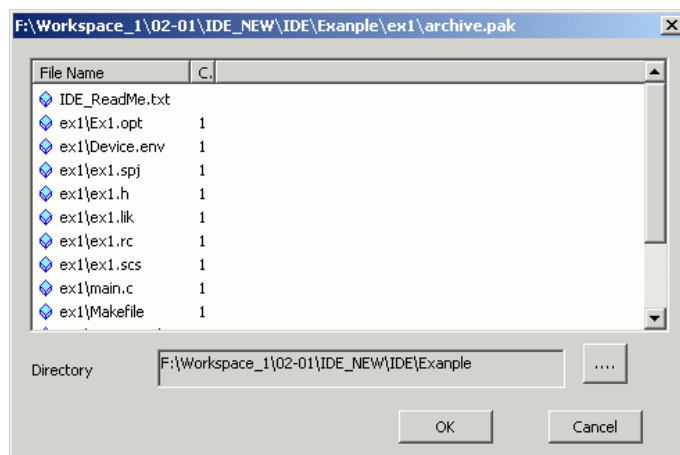 F:\Workspace_1\02-01\IDE_NEW\IDE\Exanple\ex1\archive.pak
File Name C.
IDE_ReadMe.txt
ex1\Ex1.opt 1
ex1\Device.env 1
ex1\ex1.spj 1
ex1\ex1.h 1
ex1\ex1.lik 1
ex1\ex1.rc 1
ex1\ex1.scs 1
ex1\main.c 1
ex1\Makefile 1
Directory F:\Workspace_1\02-01\IDE_NEW\IDE\Exanple ....
OK Cancel